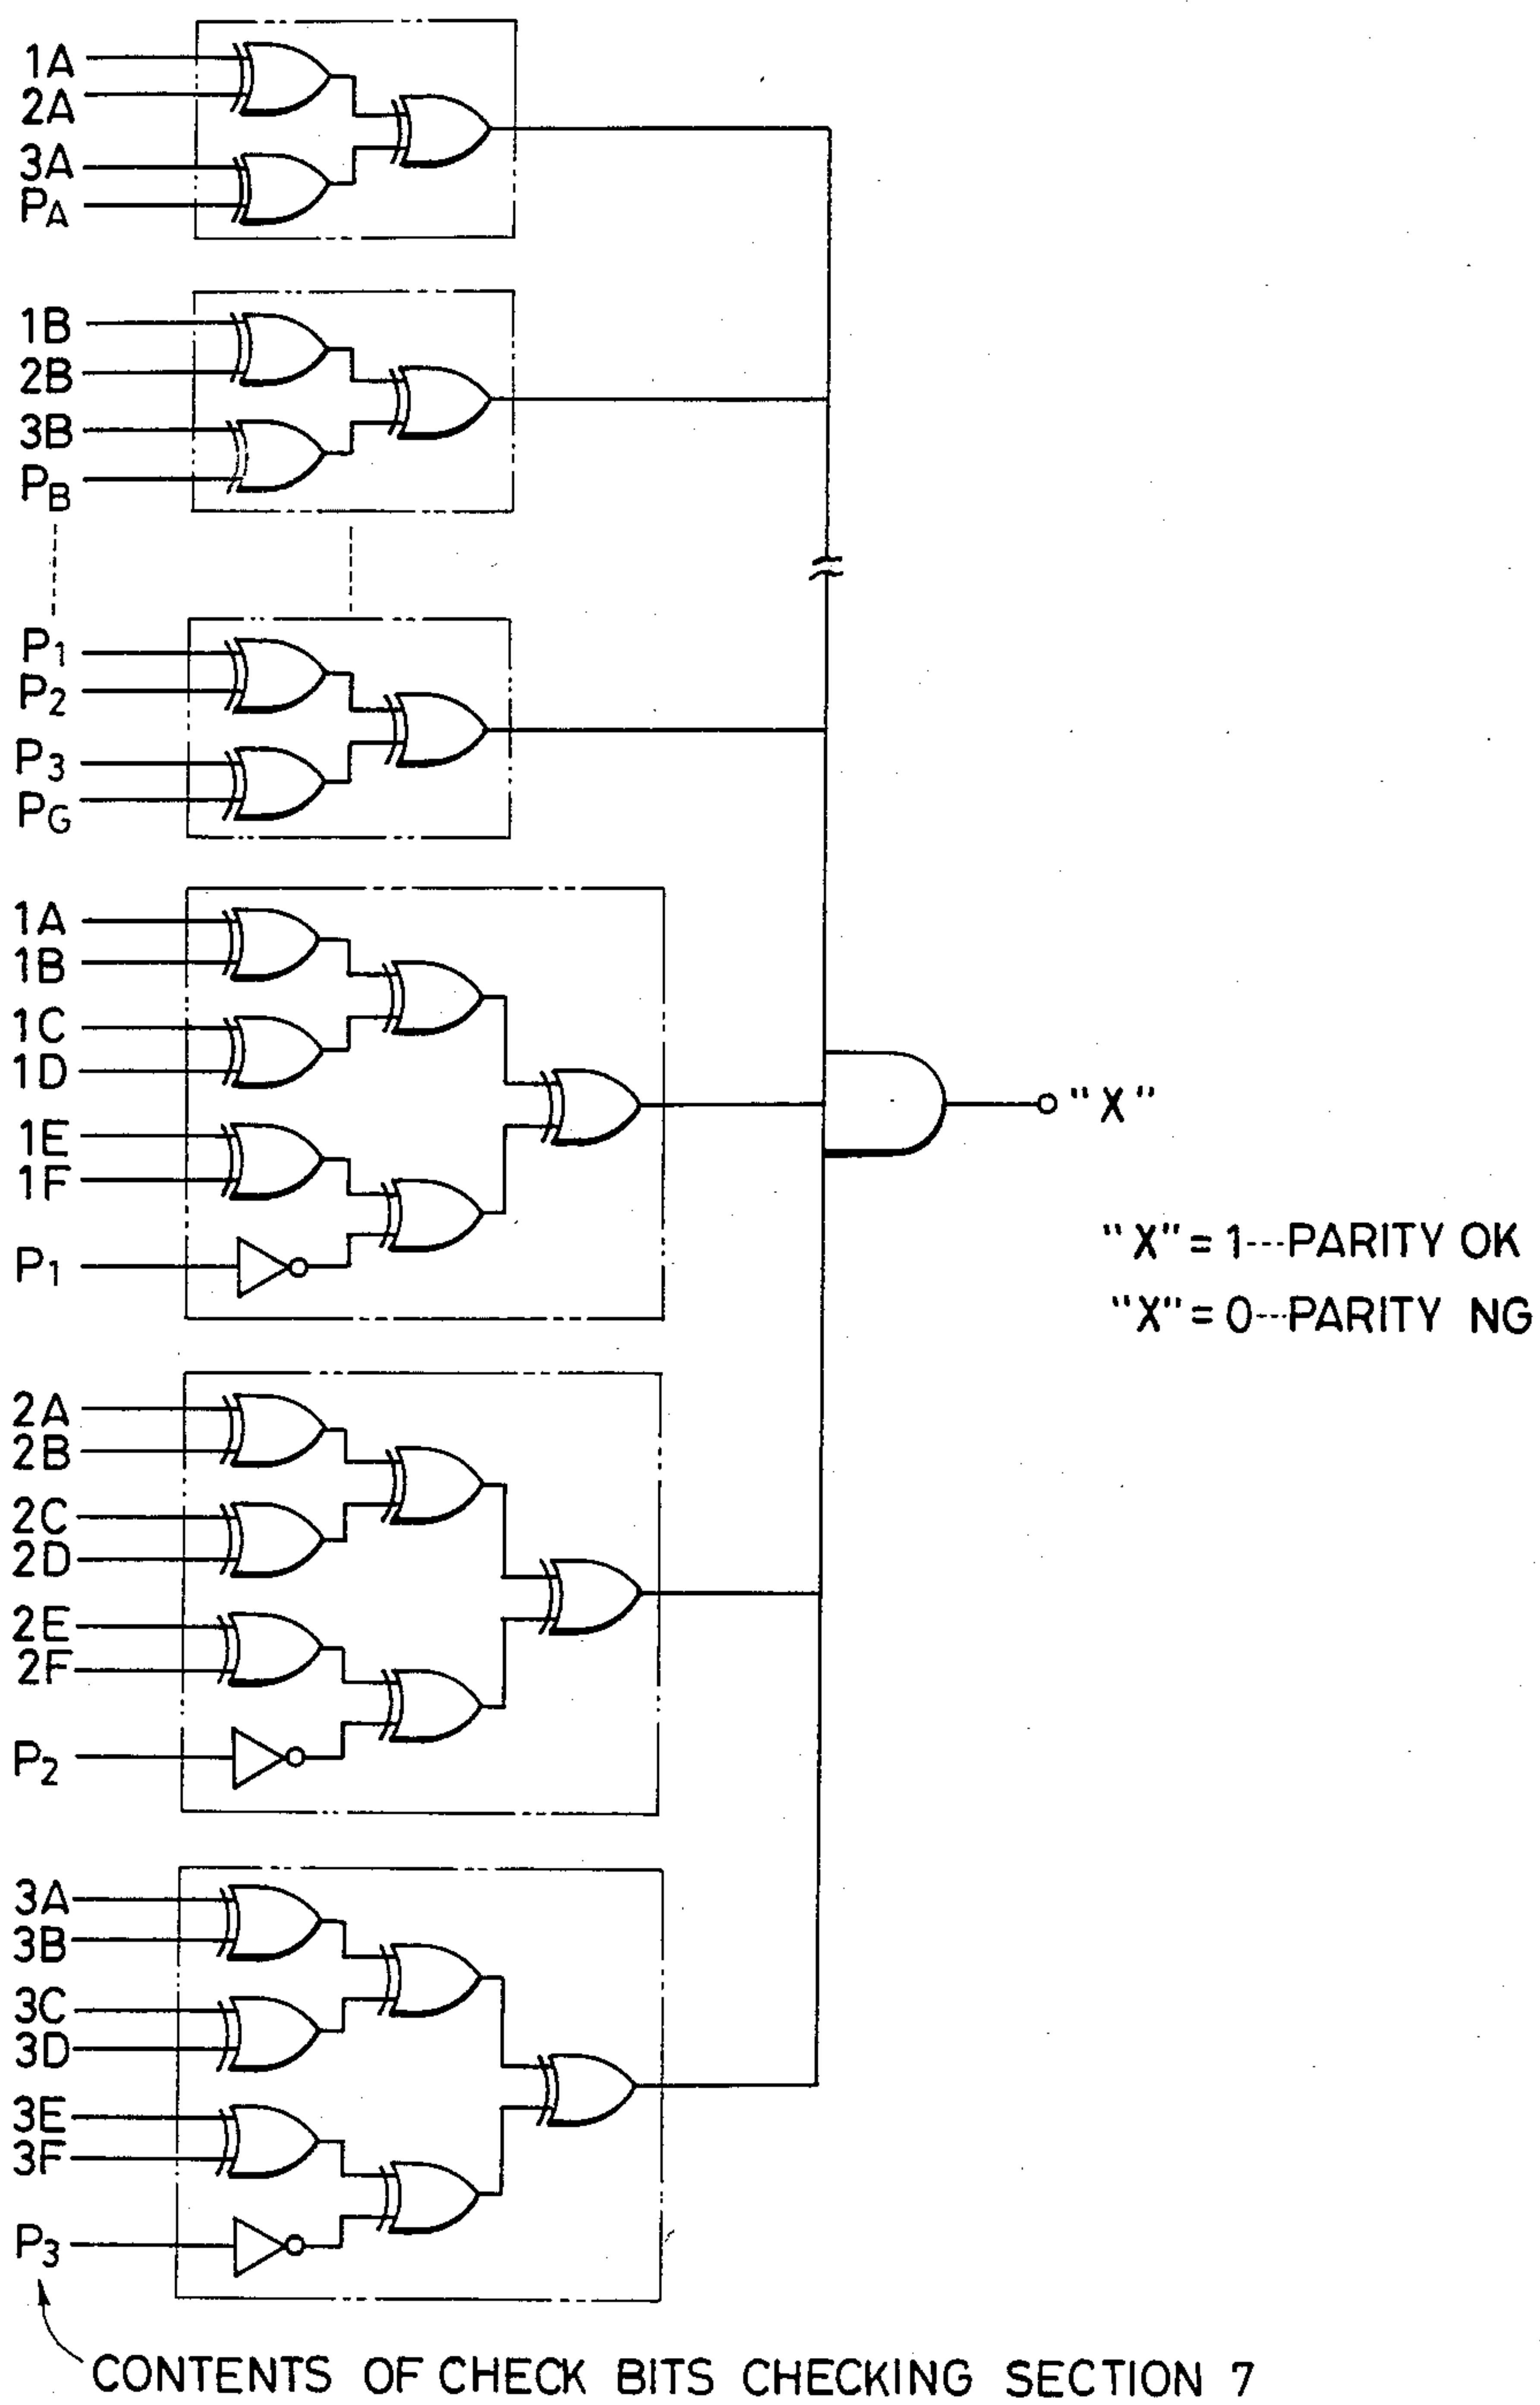 1A
2A
3A
PA
1B
2B
3B
PB
P1
P2
P3
PG
1A
1B
1C
1D
1E
1F
P1
"X"
"X" = 1---PARITY OK
"X" = 0---PARITY NG
2A
2B
2C
2D
2E
2F
P2
3A
3B
3C
3D
3E
3F
P3
CONTENTS OF CHECK BITS CHECKING SECTION 7